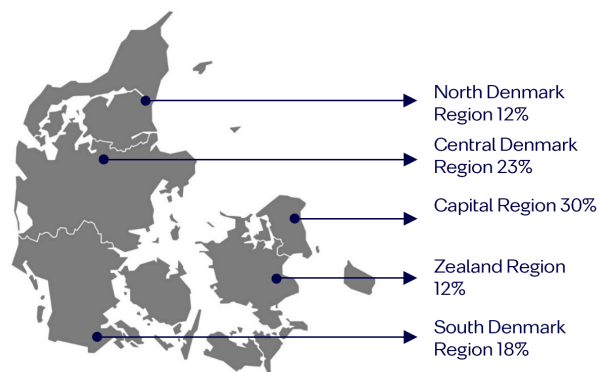 North Denmark
Region 12%
Central Denmark
Region 23%
Capital Region 30%
Zealand Region
12%
South Denmark
Region 18%